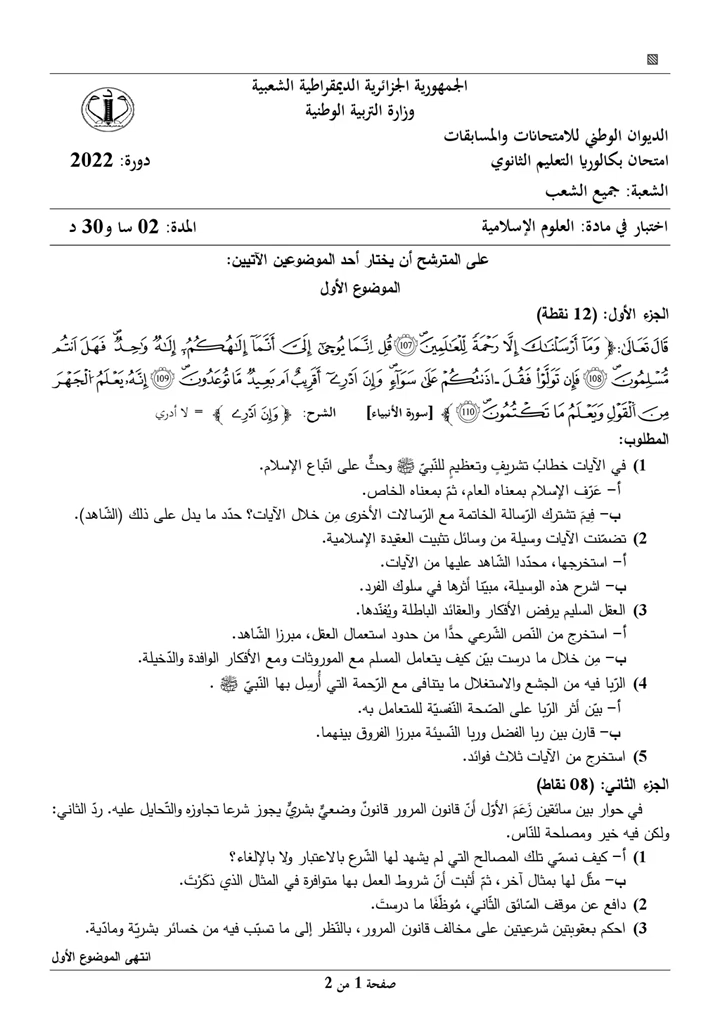 الجمهورية الجزائرية الديمقراطية الشعبية
وزارة التربية الوطنية
الديوان الوطني للامتحانات والمسابقات
امتحان بكالوريا التعليم الثانوي دورة: 2022
الشعبة: جميع الشعب
اختبار في مادة: العلوم الإسلامية المدة: 02 سا و30 د
على المترشح أن يختار أحد الموضوعين الآتيين:
الموضوع الأول
الجزء الأول: (12 نقطة)
قَالَ تَعَالَىٰ: ﴿ وَمَآ أَرْسَلْنَٰكَ إِلَّا رَحْمَةً لِّلْعَٰلَمِينَ (107) قُلِ اِنَّمَا يُوح۪ىٰٓ إِلَيَّ أَنَّمَآ إِلَٰهُكُمُۥٓ إِلَٰهٌ وَٰحِدٌ فَهَلَ اَنتُم
مُّسْلِمُونَ (108) فَإِن تَوَلَّوْاْ فَقُلَ اٰذَنتُكُمْ عَلَىٰ سَوَآءٍ وَإِنَ اَدْرِےٓ أَقَرِيبٌ اَم بَعِيدٌ مَّا تُوعَدُونَ (109) إِنَّهُۥ يَعْلَمُ اُلْجَهْرَ
مِنَ اَلْقَوْلِ وَيَعْلَمُ مَا تَكْتُمُونَ (110) ﴾ [سورة الأنبياء] الشرح: ﴿ وَإِنَ اَدْرِے ﴾ = لا أدري
المطلوب:
1) في الآيات خطابُ تشريفٍ وتعظيمٍ للنّبيّ ﷺ وحثٌّ على اتّباع الإسلام.
أ- عَرّف الإسلام بمعناه العام، ثمّ بمعناه الخاص.
ب- فِيمَ تشترك الرّسالة الخاتمة مع الرّسالات الأخرى مِن خلال الآيات؟ حدّد ما يدل على ذلك (الشّاهد).
2) تضمّنت الآيات وسيلة من وسائل تثبيت العقيدة الإسلامية.
أ- استخرجها، محدّدا الشّاهد عليها من الآيات.
ب- اشرح هذه الوسيلة، مبيّنا أثرها في سلوك الفرد.
3) العقل السليم يرفض الأفكار والعقائد الباطلة ويُفنّدها.
أ- استخرج من النّص الشّرعي حدًّا من حدود استعمال العقل، مبرزا الشّاهد.
ب- مِن خلال ما درست بيّن كيف يتعامل المسلم مع الموروثات ومع الأفكار الوافدة والدّخيلة.
4) الرّبا فيه من الجشع والاستغلال ما يتنافى مع الرّحمة التي أُرسِل بها النّبيّ ﷺ .
أ- بيّن أثر الرّبا على الصّحة النّفسيّة للمتعامل به.
ب- قارن بين ربا الفضل وربا النّسيئة مبرزا الفروق بينهما.
5) استخرج من الآيات ثلاث فوائد.
الجزء الثاني: (08 نقاط)
في حوار بين سائقين زَعَمَ الأوّل أنّ قانون المرور قانونٌ وضعيٌّ بشريٌّ يجوز شرعا تجاوزه والتّحايل عليه. ردّ الثاني:
ولكن فيه خير ومصلحة للنّاس.
1) أ- كيف نسمّي تلك المصالح التي لم يشهد لها الشّرع بالاعتبار ولا بالإلغاء؟
ب- مثّل لها بمثال آخر، ثمّ أثبت أنّ شروط العمل بها متوافرة في المثال الذي ذَكَرْتَ.
2) دافع عن موقف السّائق الثّاني، مُوظّفًا ما درستَ.
3) احكم بعقوبتين شرعيتين على مخالف قانون المرور، بالنّظر إلى ما تسبّب فيه من خسائر بشريّة ومادّية.
انتهى الموضوع الأول
صفحة 1 من 2